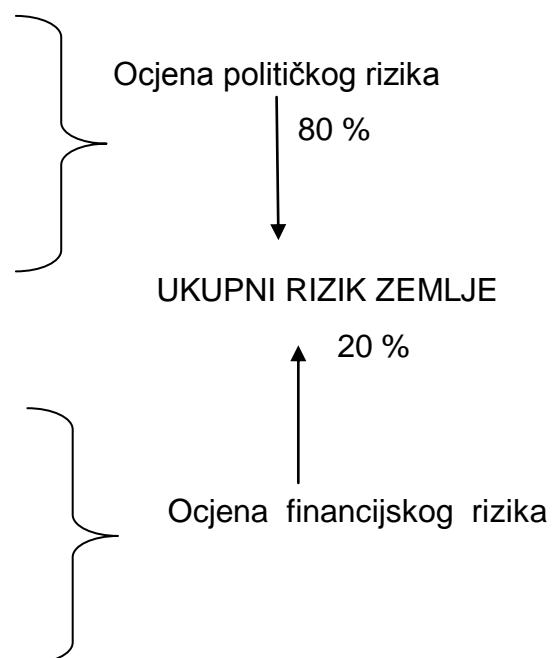 Ocjena političkog rizika
80 %
UKUPNI RIZIK ZEMLJE
20 %
Ocjena financijskog rizika